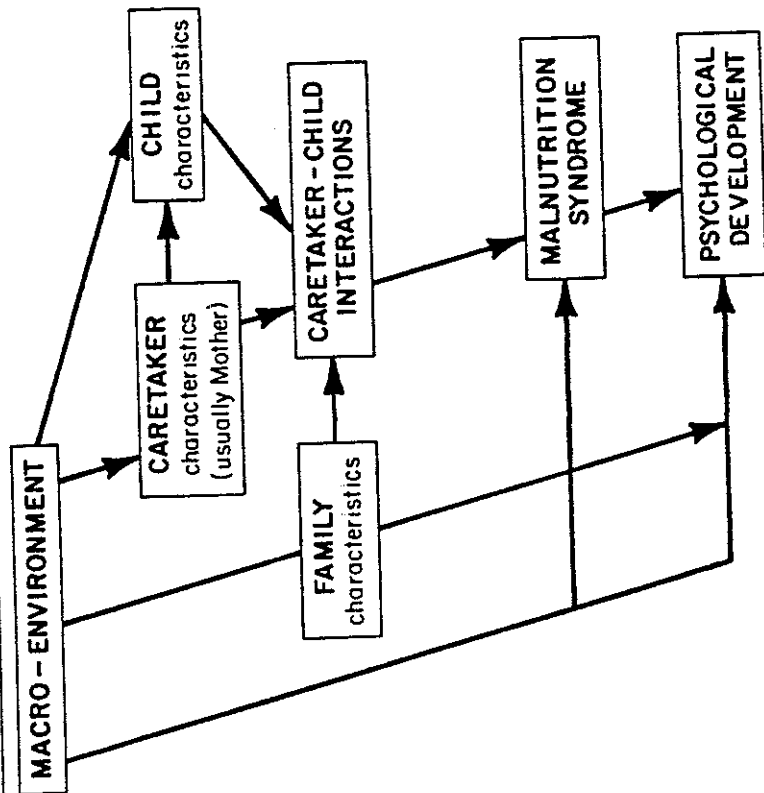 MACRO-ENVIRONMENT
CHILD
characteristics
CARETAKER
characteristics
(usually Mother)
CARETAKER-CHILD
INTERACTIONS
FAMILY
characteristics
MALNUTRITION
SYNDROME
PSYCHOLOGICAL
DEVELOPMENT